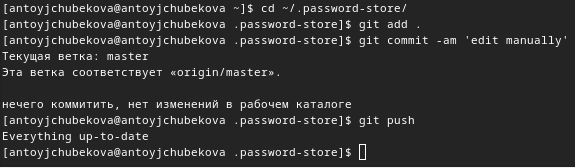 [antoyjchubekova@antoyjchubekova ~]$ cd ~/.password-store/
[antoyjchubekova@antoyjchubekova .password-store]$ git add .
[antoyjchubekova@antoyjchubekova .password-store]$ git commit -am 'edit manually'
Текущая ветка: master
Эта ветка соответствует «origin/master».
нечего коммитить, нет изменений в рабочем каталоге
[antoyjchubekova@antoyjchubekova .password-store]$ git push
Everything up-to-date
[antoyjchubekova@antoyjchubekova .password-store]$